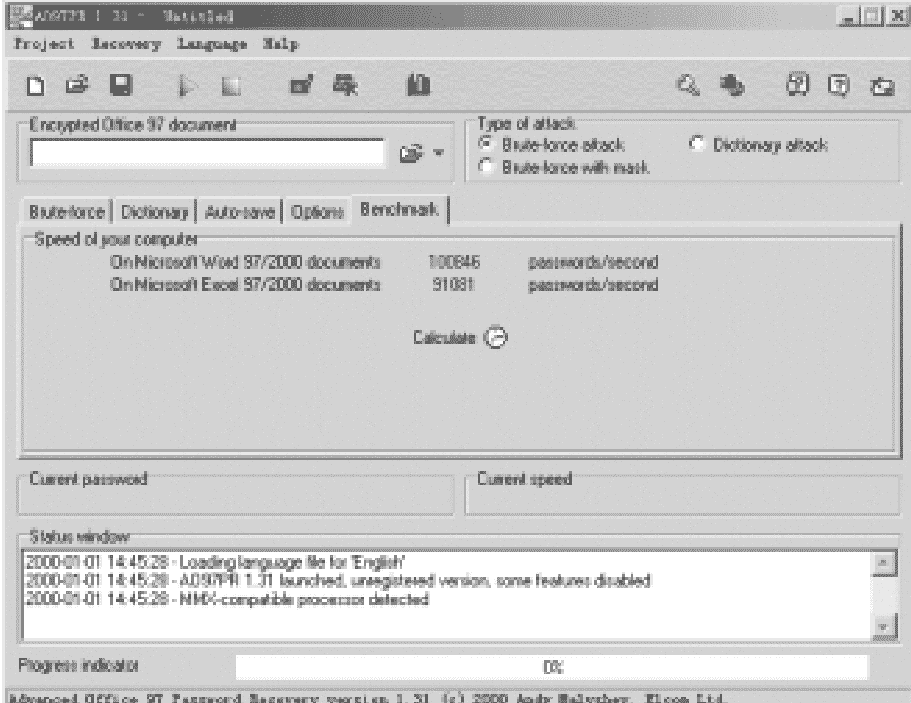 AO97PR 1.31 - Untitled
Project Recovery Language Help
Encrypted Office 97 document
Type of attack
Brute-force attack
Dictionary attack
Brute-force with mask
Brute-force Dictionary Auto-save Options Benchmark
Speed of your computer
On Microsoft Word 97/2000 documents 100846 passwords/second
On Microsoft Excel 97/2000 documents 91081 passwords/second
Calculate
Current password
Current speed
Status window
2000-01-01 14:45:28 - Loading language file for 'English'
2000-01-01 14:45:28 - AO97PR 1.31 launched, unregistered version, some features disabled
2000-01-01 14:45:28 - MMX-compatible processor detected
Progress indicator
0%
Advanced Office 97 Password Recovery version 1.31 (c) 2000 Andy Malyshev, Elcom Ltd.